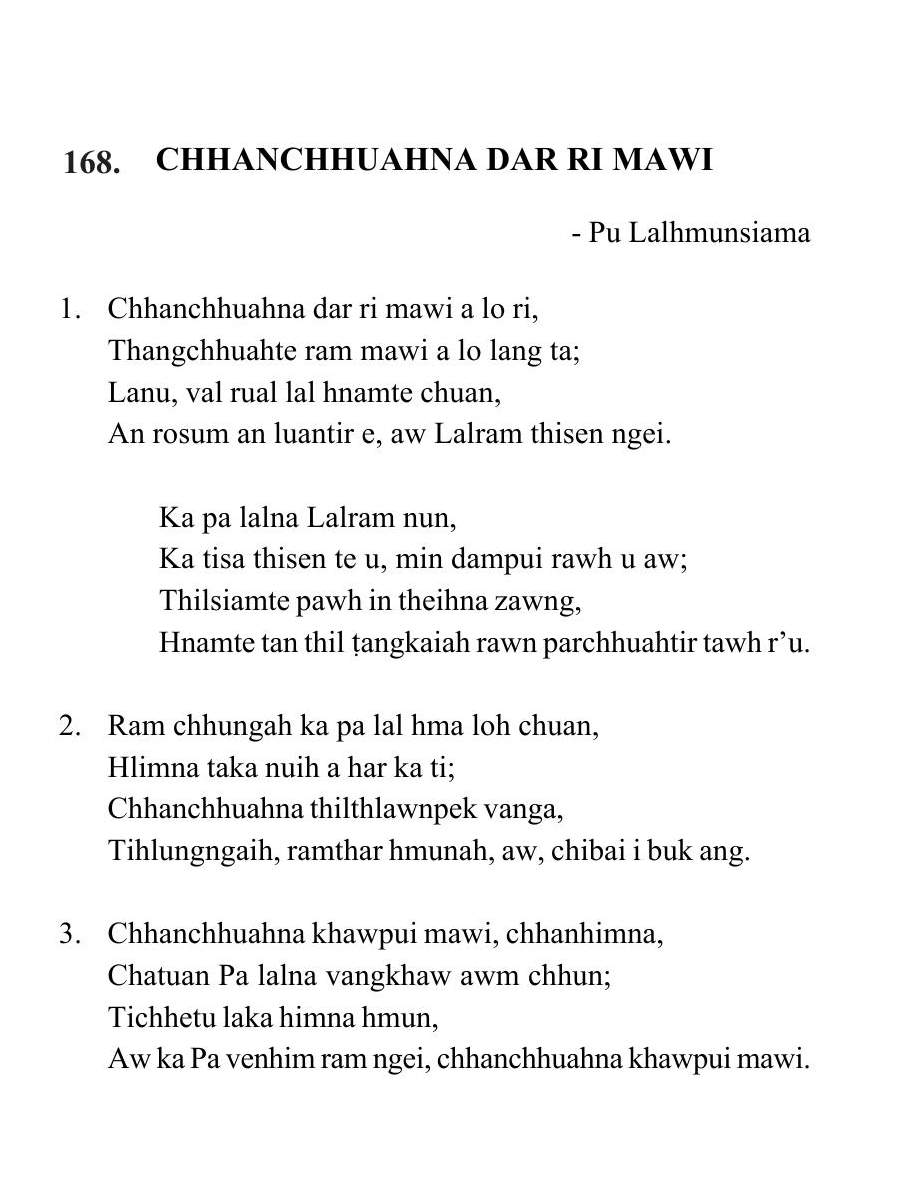 168. CHHANCHHUAHNA DAR RI MAWI
- Pu Lalhmunsiama
1. Chhanchhuahna dar ri mawi a lo ri,
Thangchhuahte ram mawi a lo lang ta;
Lanu, val rual lal hnamte chuan,
An rosum an luantir e, aw Lalram thisen ngei.
Ka pa lalna Lalram nun,
Ka tisa thisen te u, min dampui rawh u aw;
Thilsiamte pawh in theihna zawng,
Hnamte tan thil ṭangkaiah rawn parchhuahtir tawh r’u.
2. Ram chhungah ka pa lal hma loh chuan,
Hlimna taka nuih a har ka ti;
Chhanchhuahna thilthlawnpek vanga,
Tihlungngaih, ramthar hmunah, aw, chibai i buk ang.
3. Chhanchhuahna khawpui mawi, chhanhimna,
Chatuan Pa lalna vangkhaw awm chhun;
Tichhetu laka himna hmun,
Aw ka Pa venhim ram ngei, chhanchhuahna khawpui mawi.